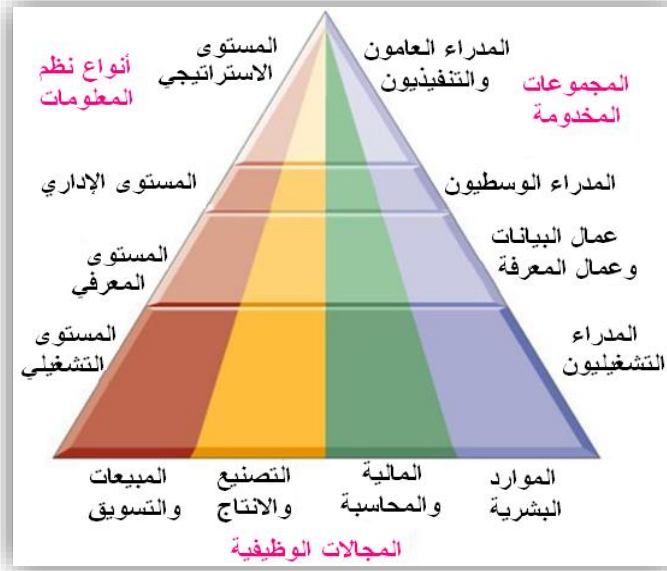 المدراء العامون
والتنفيذيون
المستوى
الاستراتيجي
أنواع نظم
المعلومات
المجموعات
المخدومة
المدراء الوسطيون
المستوى الإداري
عمال البيانات
وعمال المعرفة
المستوى
المعرفي
المدراء
التشغيليون
المستوى
التشغيلي
الموارد
البشرية
المالية
والمحاسبة
التصنيع
والانتاج
المبيعات
والتسويق
المجالات الوظيفية